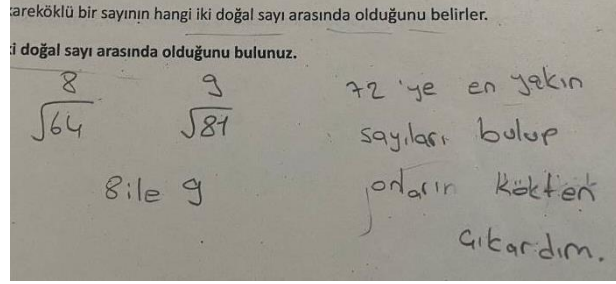 kareköklü bir sayının hangi iki doğal sayı arasında olduğunu belirler.
ki doğal sayı arasında olduğunu bulunuz.
8 9
√64 √81
8 ile 9
72'ye en yakın
sayıları bulup
onların kökten
çıkardım.